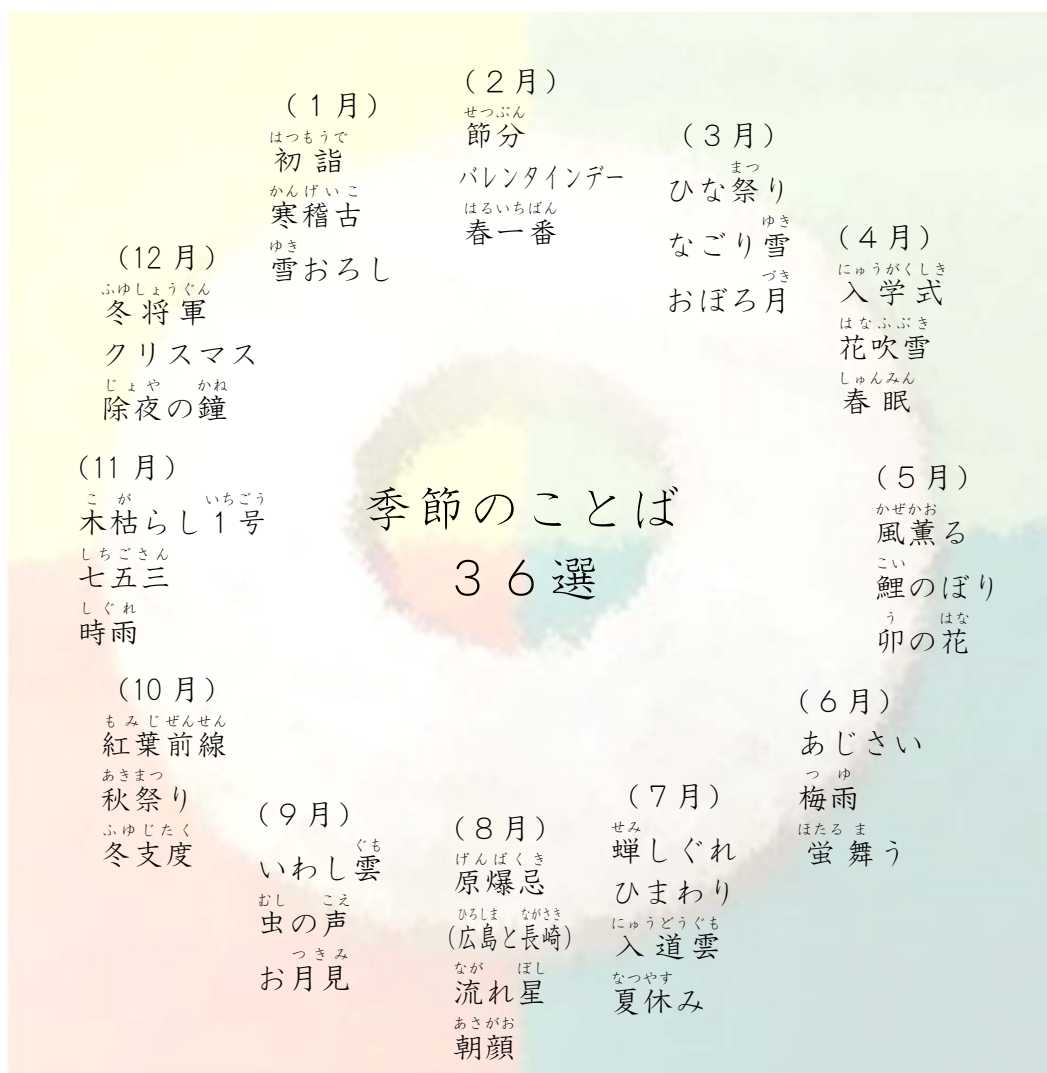 季節のことば
36選
(1月)
はつもうで
初詣
かんげいこ
寒稽古
ゆき
雪おろし
(2月)
せつぶん
節分
バレンタインデー
はるいちばん
春一番
(3月)
まつ
ひな祭り
ゆき
なごり雪
づき
おぼろ月
(4月)
にゅうがくしき
入学式
はなふぶき
花吹雪
しゅんみん
春眠
(5月)
かぜかお
風薫る
こい
鯉のぼり
う はな
卯の花
(6月)
あじさい
つゆ
梅雨
ほたる ま
蛍舞う
(7月)
せみ
蝉しぐれ
ひまわり
にゅうどうぐも
入道雲
なつやす
夏休み
(8月)
げんばくき
原爆忌
ひろしま ながさき
(広島と長崎)
なが ぼし
流れ星
あさがお
朝顔
(9月)
ぐも
いわし雲
むし こえ
虫の声
つきみ
お月見
(10月)
もみじぜんせん
紅葉前線
あきまつ
秋祭り
ふゆじたく
冬支度
(11月)
こ が いちごう
木枯らし1号
しちごさん
七五三
しぐれ
時雨
(12月)
ふゆしょうぐん
冬将軍
クリスマス
じょや かね
除夜の鐘